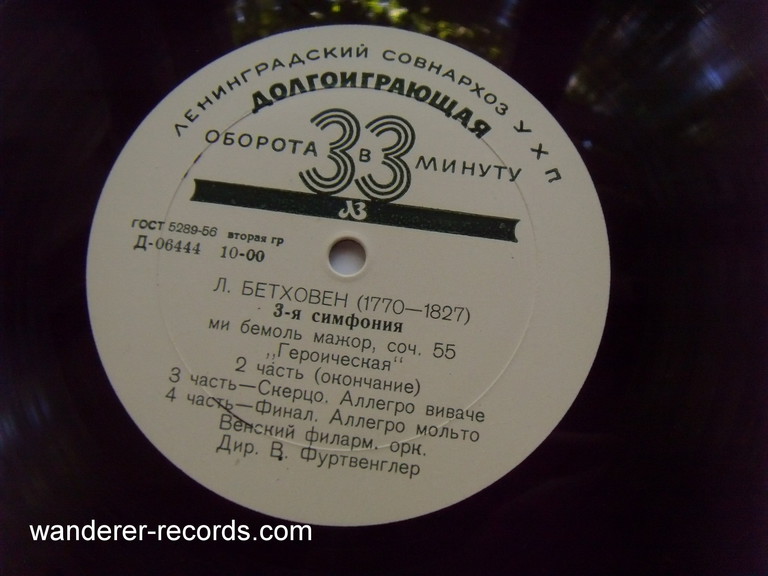 ЛЕНИНГРАДСКИЙ СОВНАРХОЗ УХП
ДОЛГОИГРАЮЩАЯ
ОБОРОТА 33 В МИНУТУ
ЛЗ
ГОСТ 5289-56 вторая гр
Д-06444 10-00
Л. БЕТХОВЕН (1770—1827)
3-я симфония
ми бемоль мажор, соч. 55
„Героическая“
2 часть (окончание)
3 часть—Скерцо. Аллегро виваче
4 часть—Финал. Аллегро мольто
Венский филарм. орк.
Дир. В. Фуртвенглер
wanderer-records.com